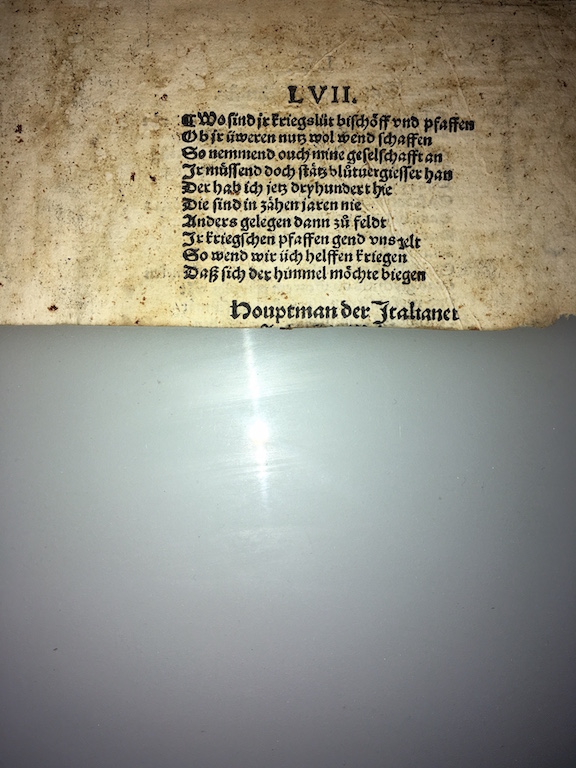 LVII.
¶ Wo sind jr kriegslüt bischöff vnd pfaffen
Ob jr üweren nutz wol wend schaffen
So nemmend ouch mine geselschafft an
Jr müssend doch stätz blůtuergiesser han
Der hab ich jetz dryhundert hie
Die sind in zähen jaren nie
Anders gelegen dann zů feldt
Jr kriegschen pfaffen gend vns gelt
So wend wir üch helffen kriegen
Daß sich der himmel möchte biegen
Houptman der Italianer